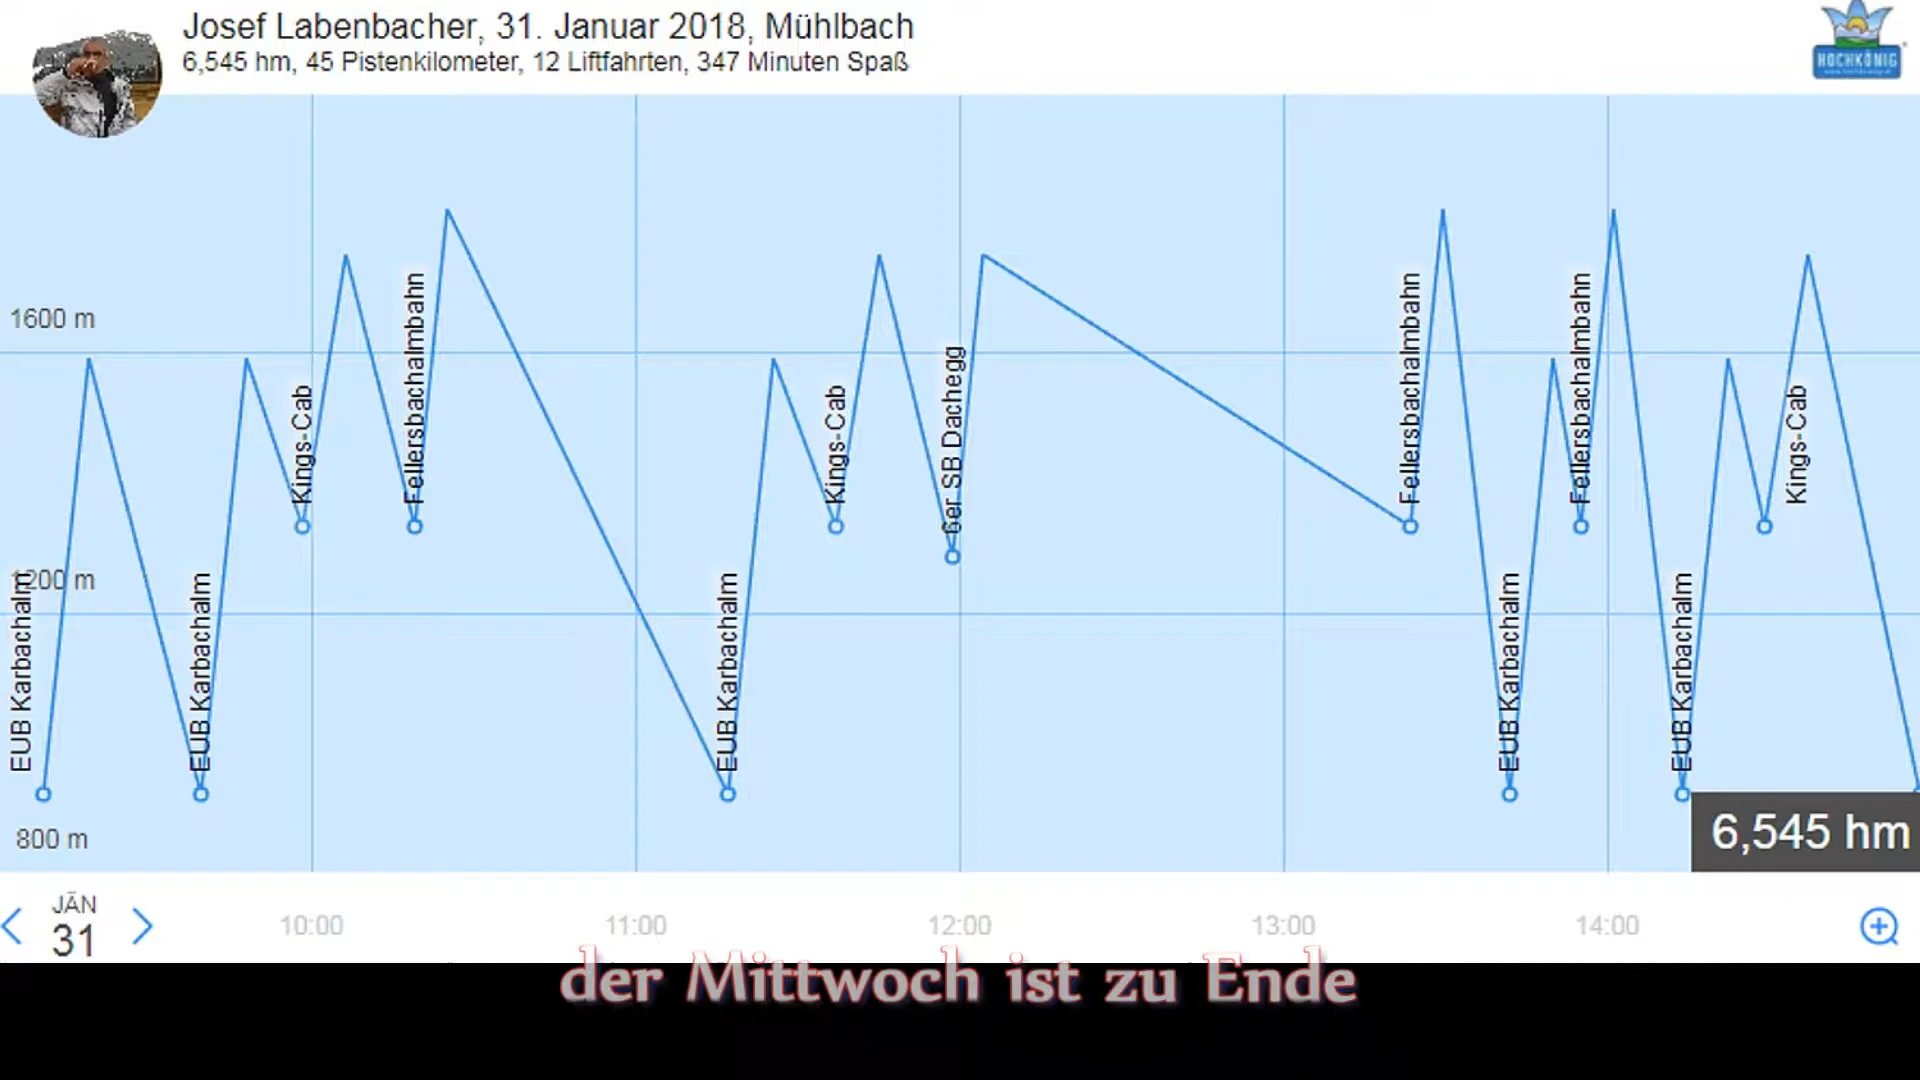 Josef Labenbacher, 31. Januar 2018, Mühlbach
6,545 hm, 45 Pistenkilometer, 12 Liftfahrten, 347 Minuten Spaß
HOCHKÖNIG
1600 m
1200 m
800 m
EUB Karbachalm
EUB Karbachalm
Kings-Cab
Fellersbachalmbahn
EUB Karbachalm
Kings-Cab
6er SB Dachegg
Fellersbachalmbahn
EUB Karbachalm
Fellersbachalmbahn
EUB Karbachalm
Kings-Cab
6,545 hm
JÄN
31
10:00
11:00
12:00
13:00
14:00
der Mittwoch ist zu Ende